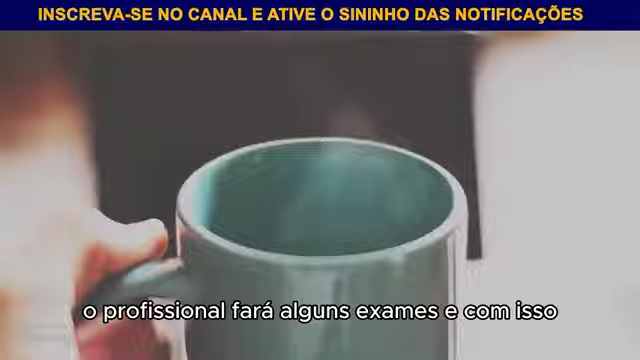 INSCREVA-SE NO CANAL E ATIVE O SININHO DAS NOTIFICAÇÕES
o profissional fará alguns exames e com isso